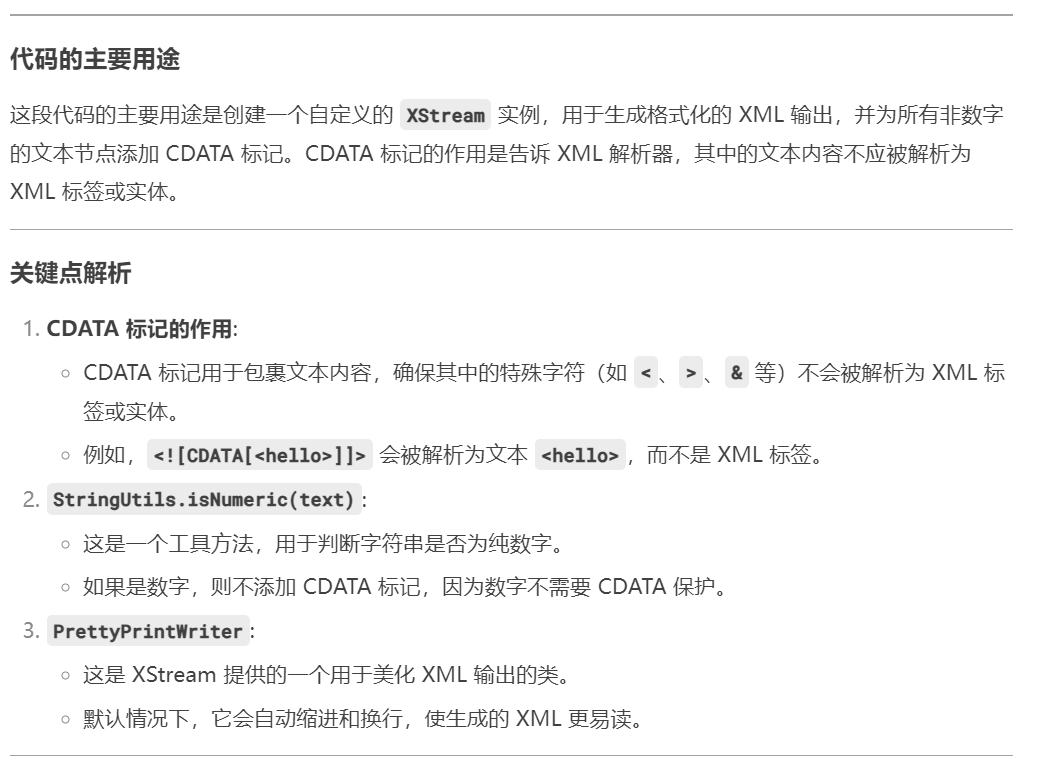 代码的主要用途
这段代码的主要用途是创建一个自定义的 XStream 实例，用于生成格式化的 XML 输出，并为所有非数字
的文本节点添加 CDATA 标记。CDATA 标记的作用是告诉 XML 解析器，其中的文本内容不应被解析为
XML 标签或实体。
关键点解析
1. CDATA 标记的作用:
◦ CDATA 标记用于包裹文本内容，确保其中的特殊字符（如 <、>、& 等）不会被解析为 XML 标
签或实体。
◦ 例如，<![CDATA[<hello>]]> 会被解析为文本 <hello>，而不是 XML 标签。
2. StringUtils.isNumeric(text):
◦ 这是一个工具方法，用于判断字符串是否为纯数字。
◦ 如果是数字，则不添加 CDATA 标记，因为数字不需要 CDATA 保护。
3. PrettyPrintWriter:
◦ 这是 XStream 提供的一个用于美化 XML 输出的类。
◦ 默认情况下，它会自动缩进和换行，使生成的 XML 更易读。